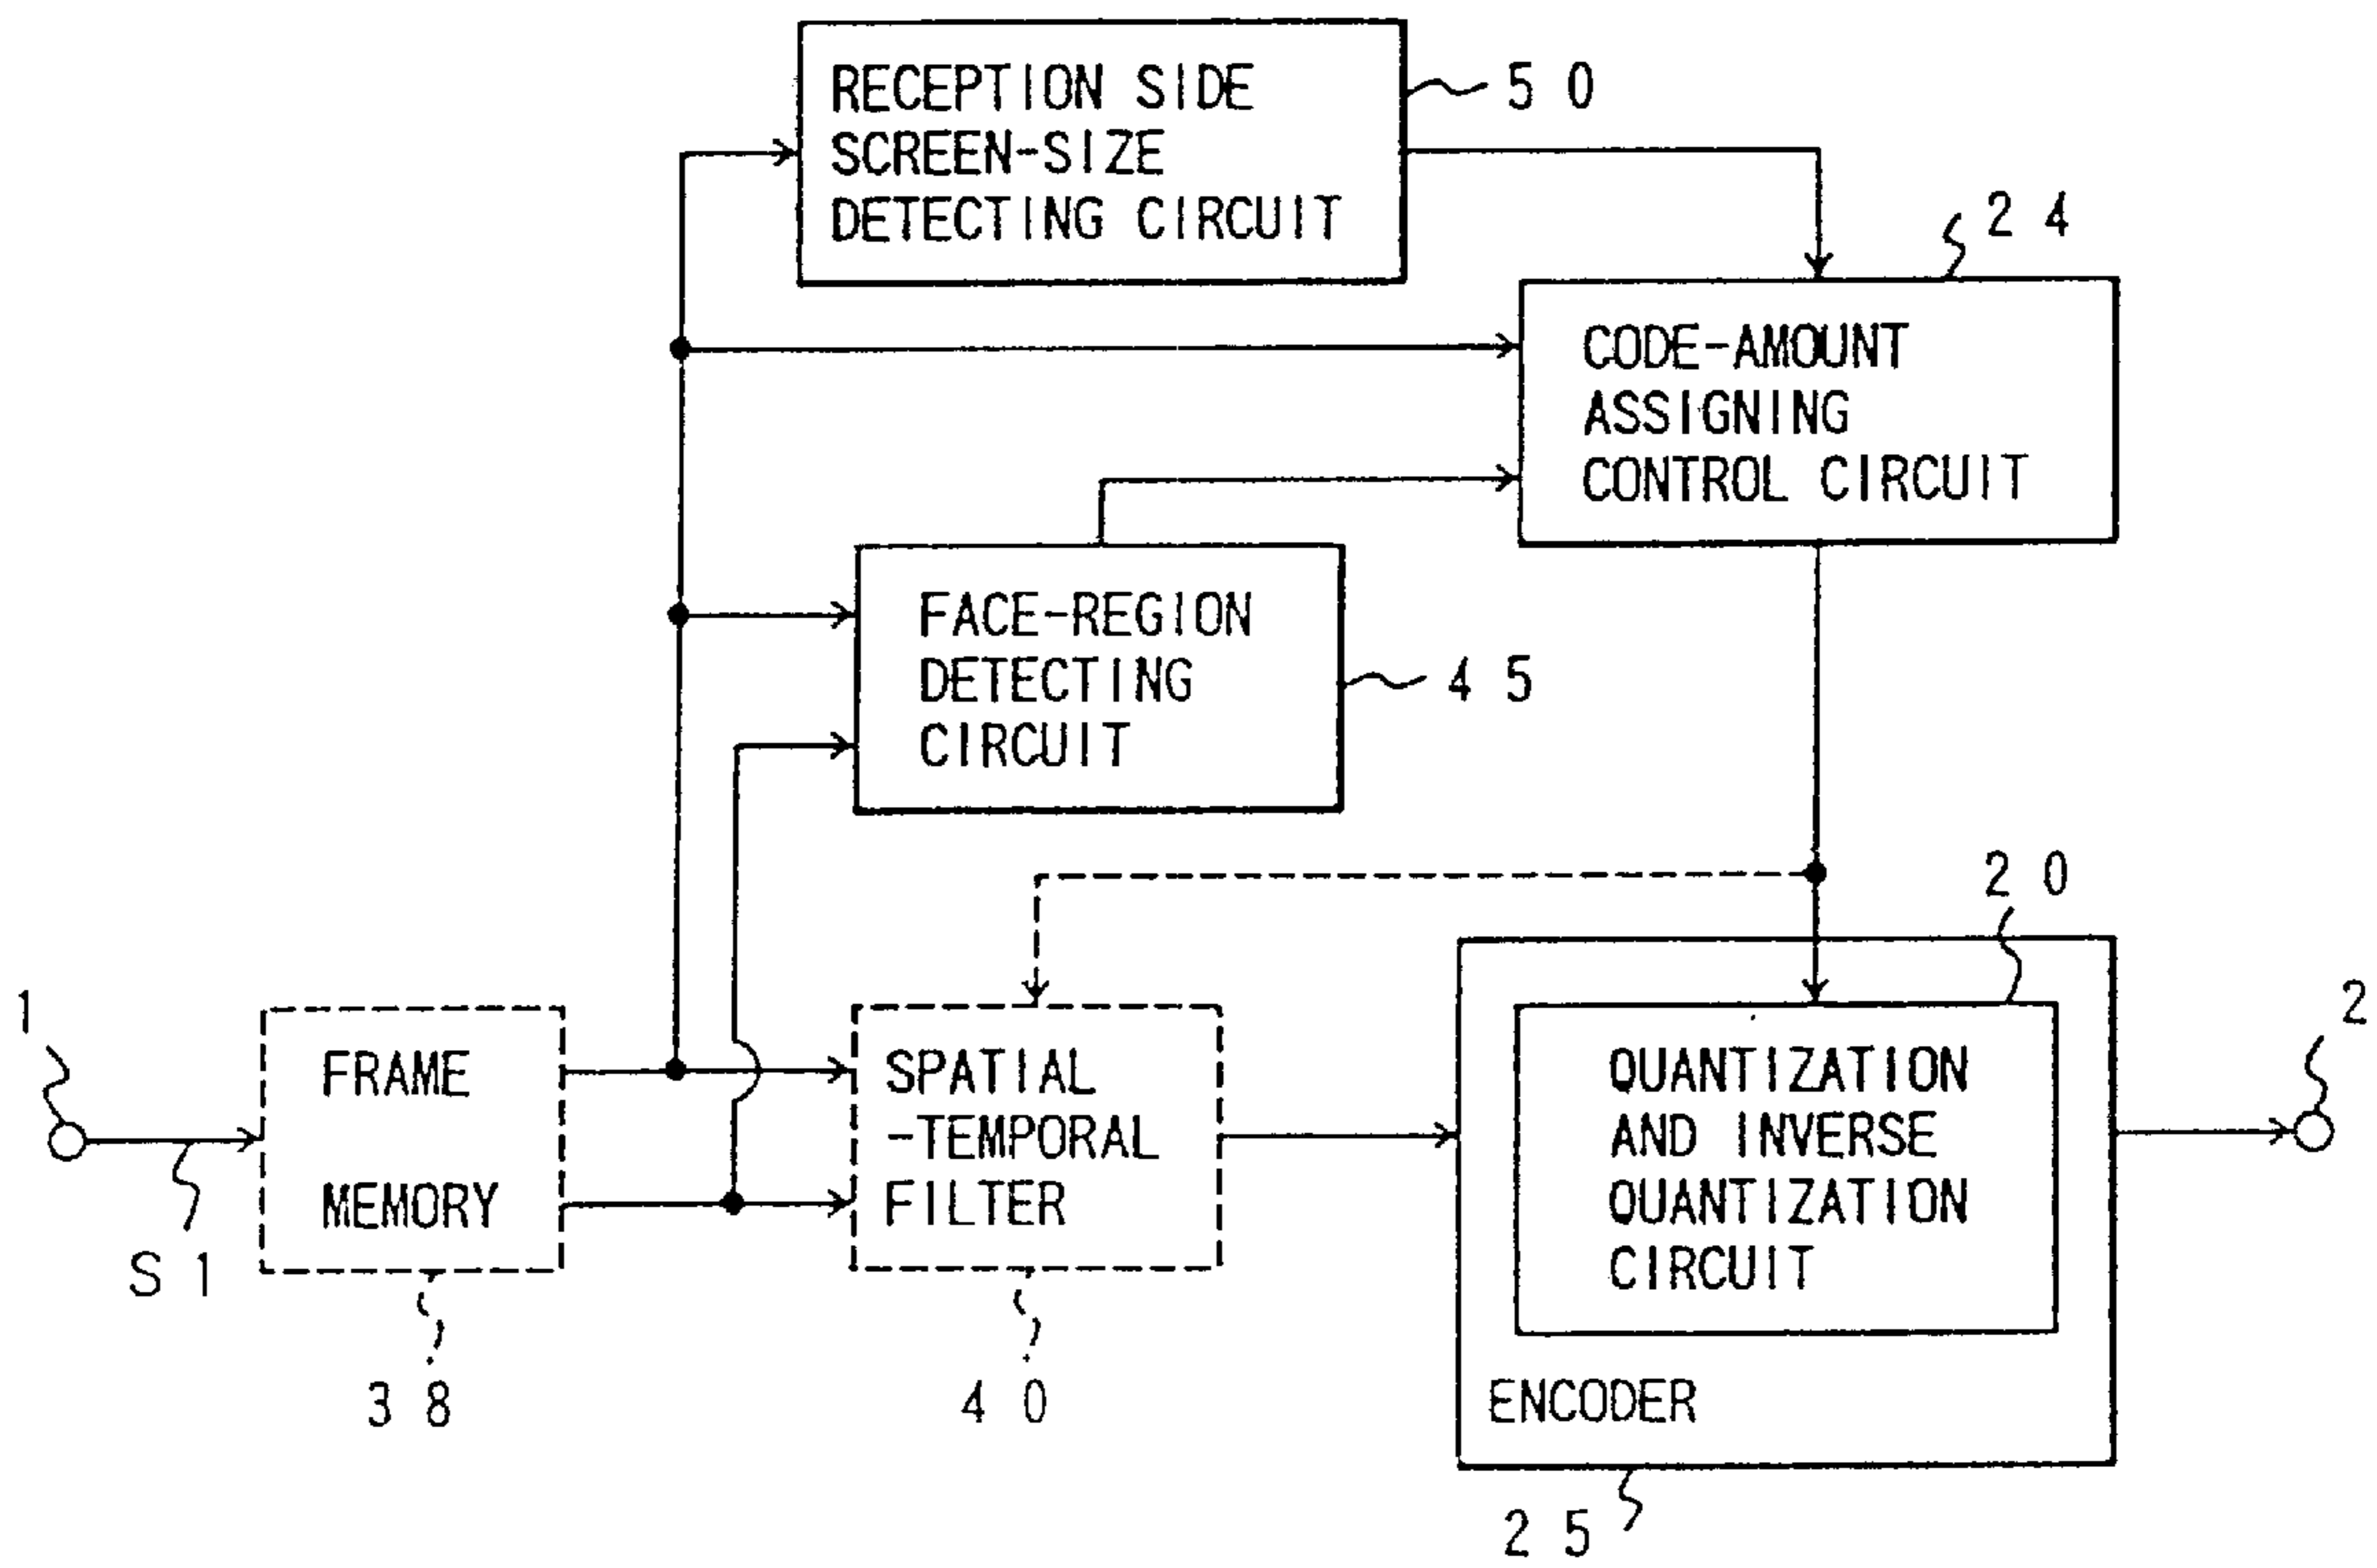 RECEPTION SIDE
SCREEN-SIZE
DETECTING CIRCUIT
50
24
CODE-AMOUNT
ASSIGNING
CONTROL CIRCUIT
FACE-REGION
DETECTING
CIRCUIT
45
20
1
S1
FRAME
MEMORY
38
SPATIAL
-TEMPORAL
FILTER
40
QUANTIZATION
AND INVERSE
QUANTIZATION
CIRCUIT
ENCODER
25
2